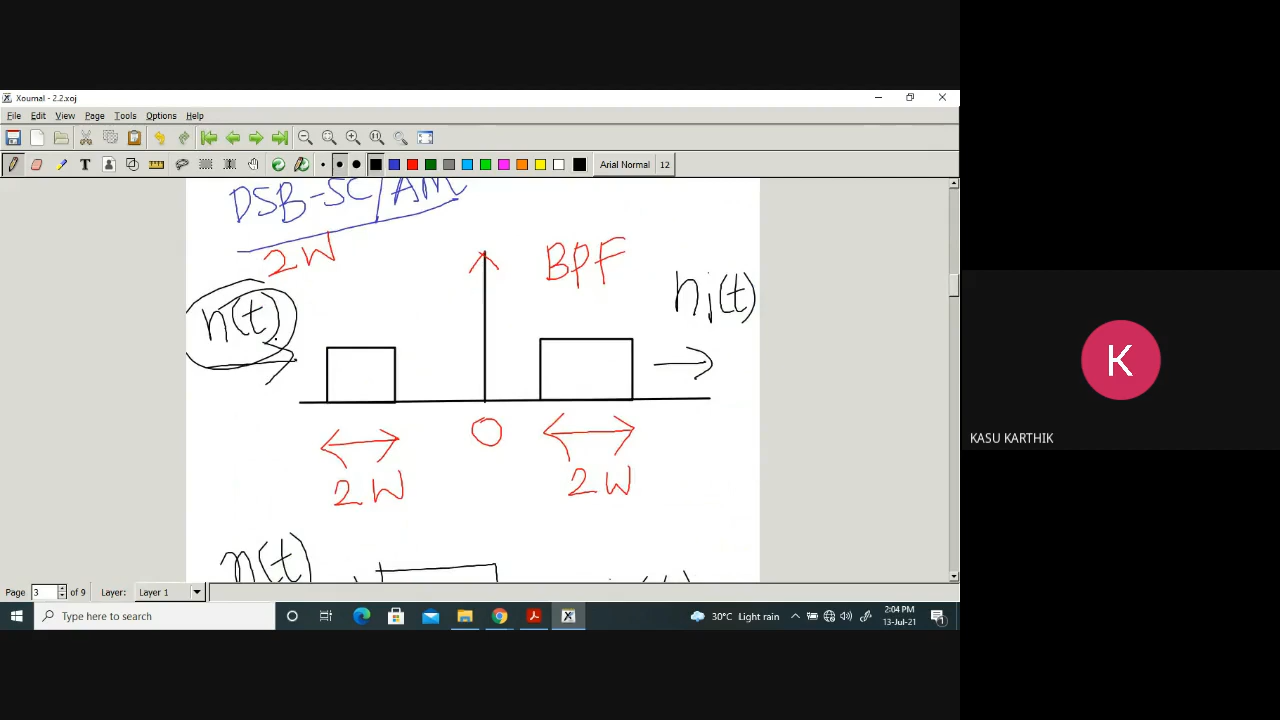 Xournal - 2.2.xoj
File Edit View Page Tools Options Help
Arial Normal 12
DSB-SC/AM
2W
BPF
n(t)
ni(t)
0
2W
2W
n(t)
Page 3 of 9 Layer: Layer 1
Type here to search
30°C Light rain
2:04 PM
13-Jul-21
1
K
KASU KARTHIK